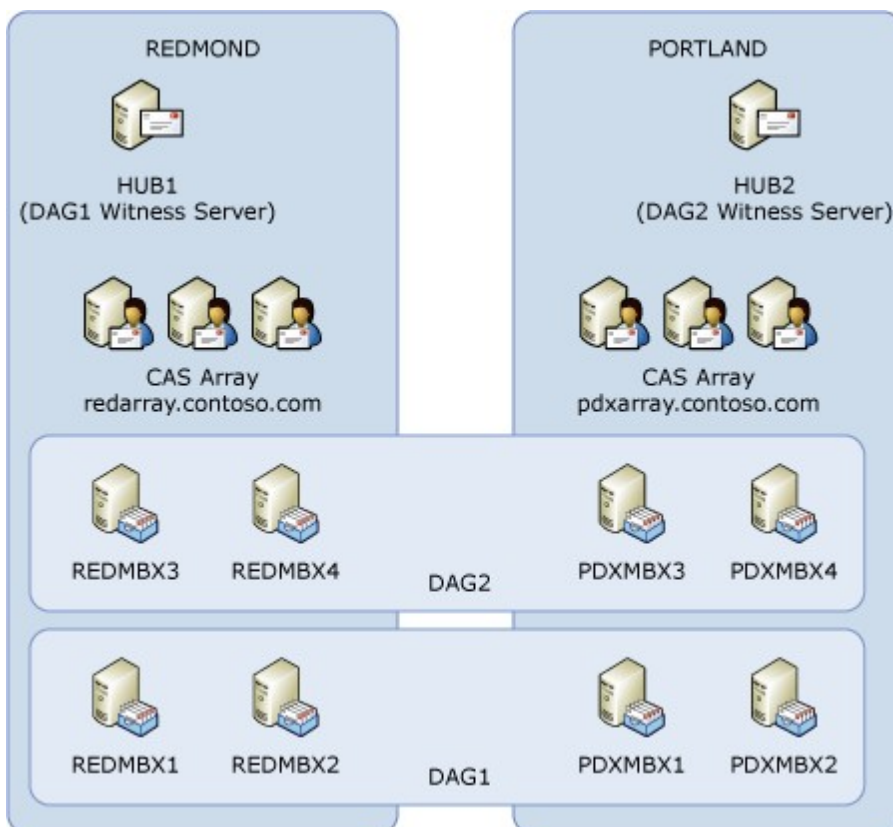 REDMOND
PORTLAND
HUB1
(DAG1 Witness Server)
HUB2
(DAG2 Witness Server)
CAS Array
redarray.contoso.com
CAS Array
pdxarray.contoso.com
REDMBX3
REDMBX4
DAG2
PDXMBX3
PDXMBX4
REDMBX1
REDMBX2
DAG1
PDXMBX1
PDXMBX2